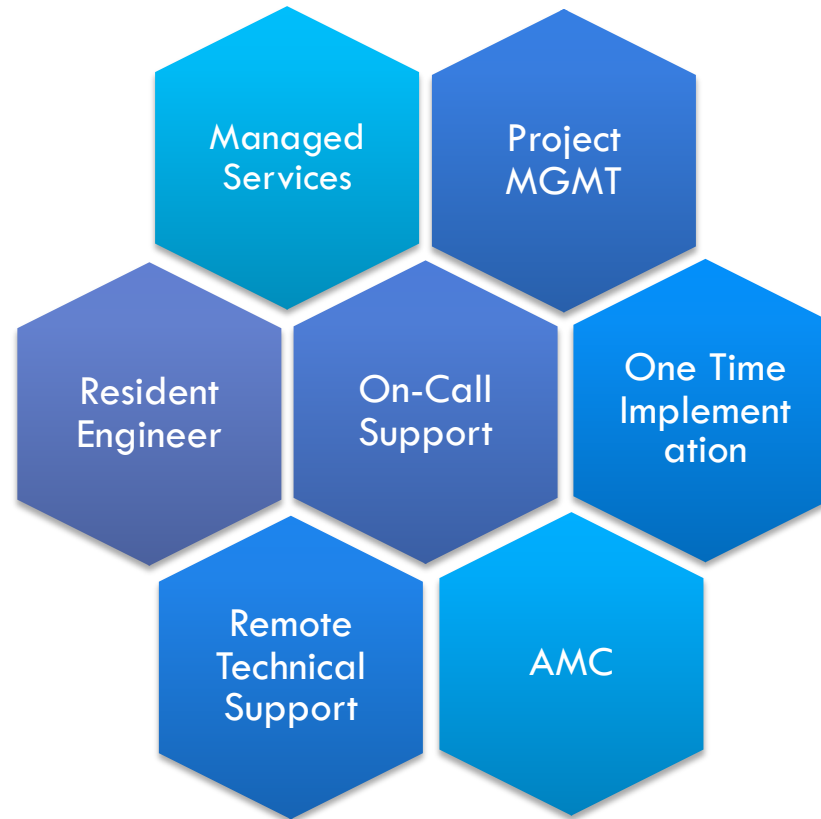 Managed
Services
Project
MGMT
Resident
Engineer
On-Call
Support
One Time
Implement
ation
Remote
Technical
Support
AMC